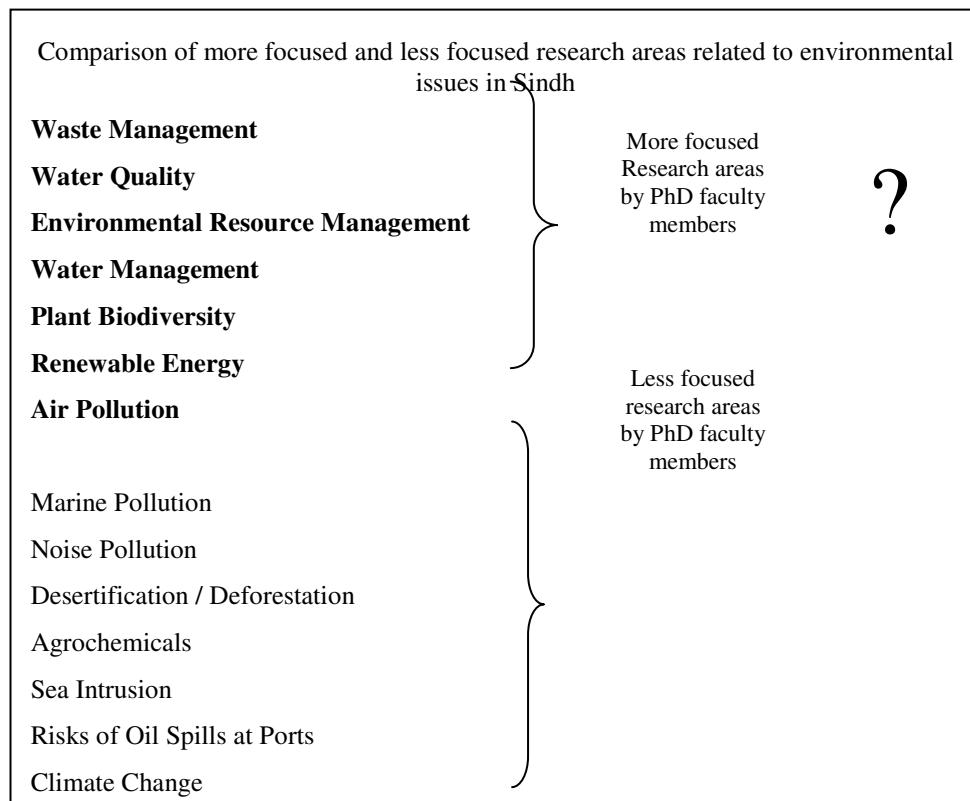 Comparison of more focused and less focused research areas related to environmental
issues in Sindh
Waste Management
Water Quality
Environmental Resource Management
Water Management
Plant Biodiversity
Renewable Energy
Air Pollution
More focused
Research areas
by PhD faculty
members
?
Less focused
research areas
by PhD faculty
members
Marine Pollution
Noise Pollution
Desertification / Deforestation
Agrochemicals
Sea Intrusion
Risks of Oil Spills at Ports
Climate Change